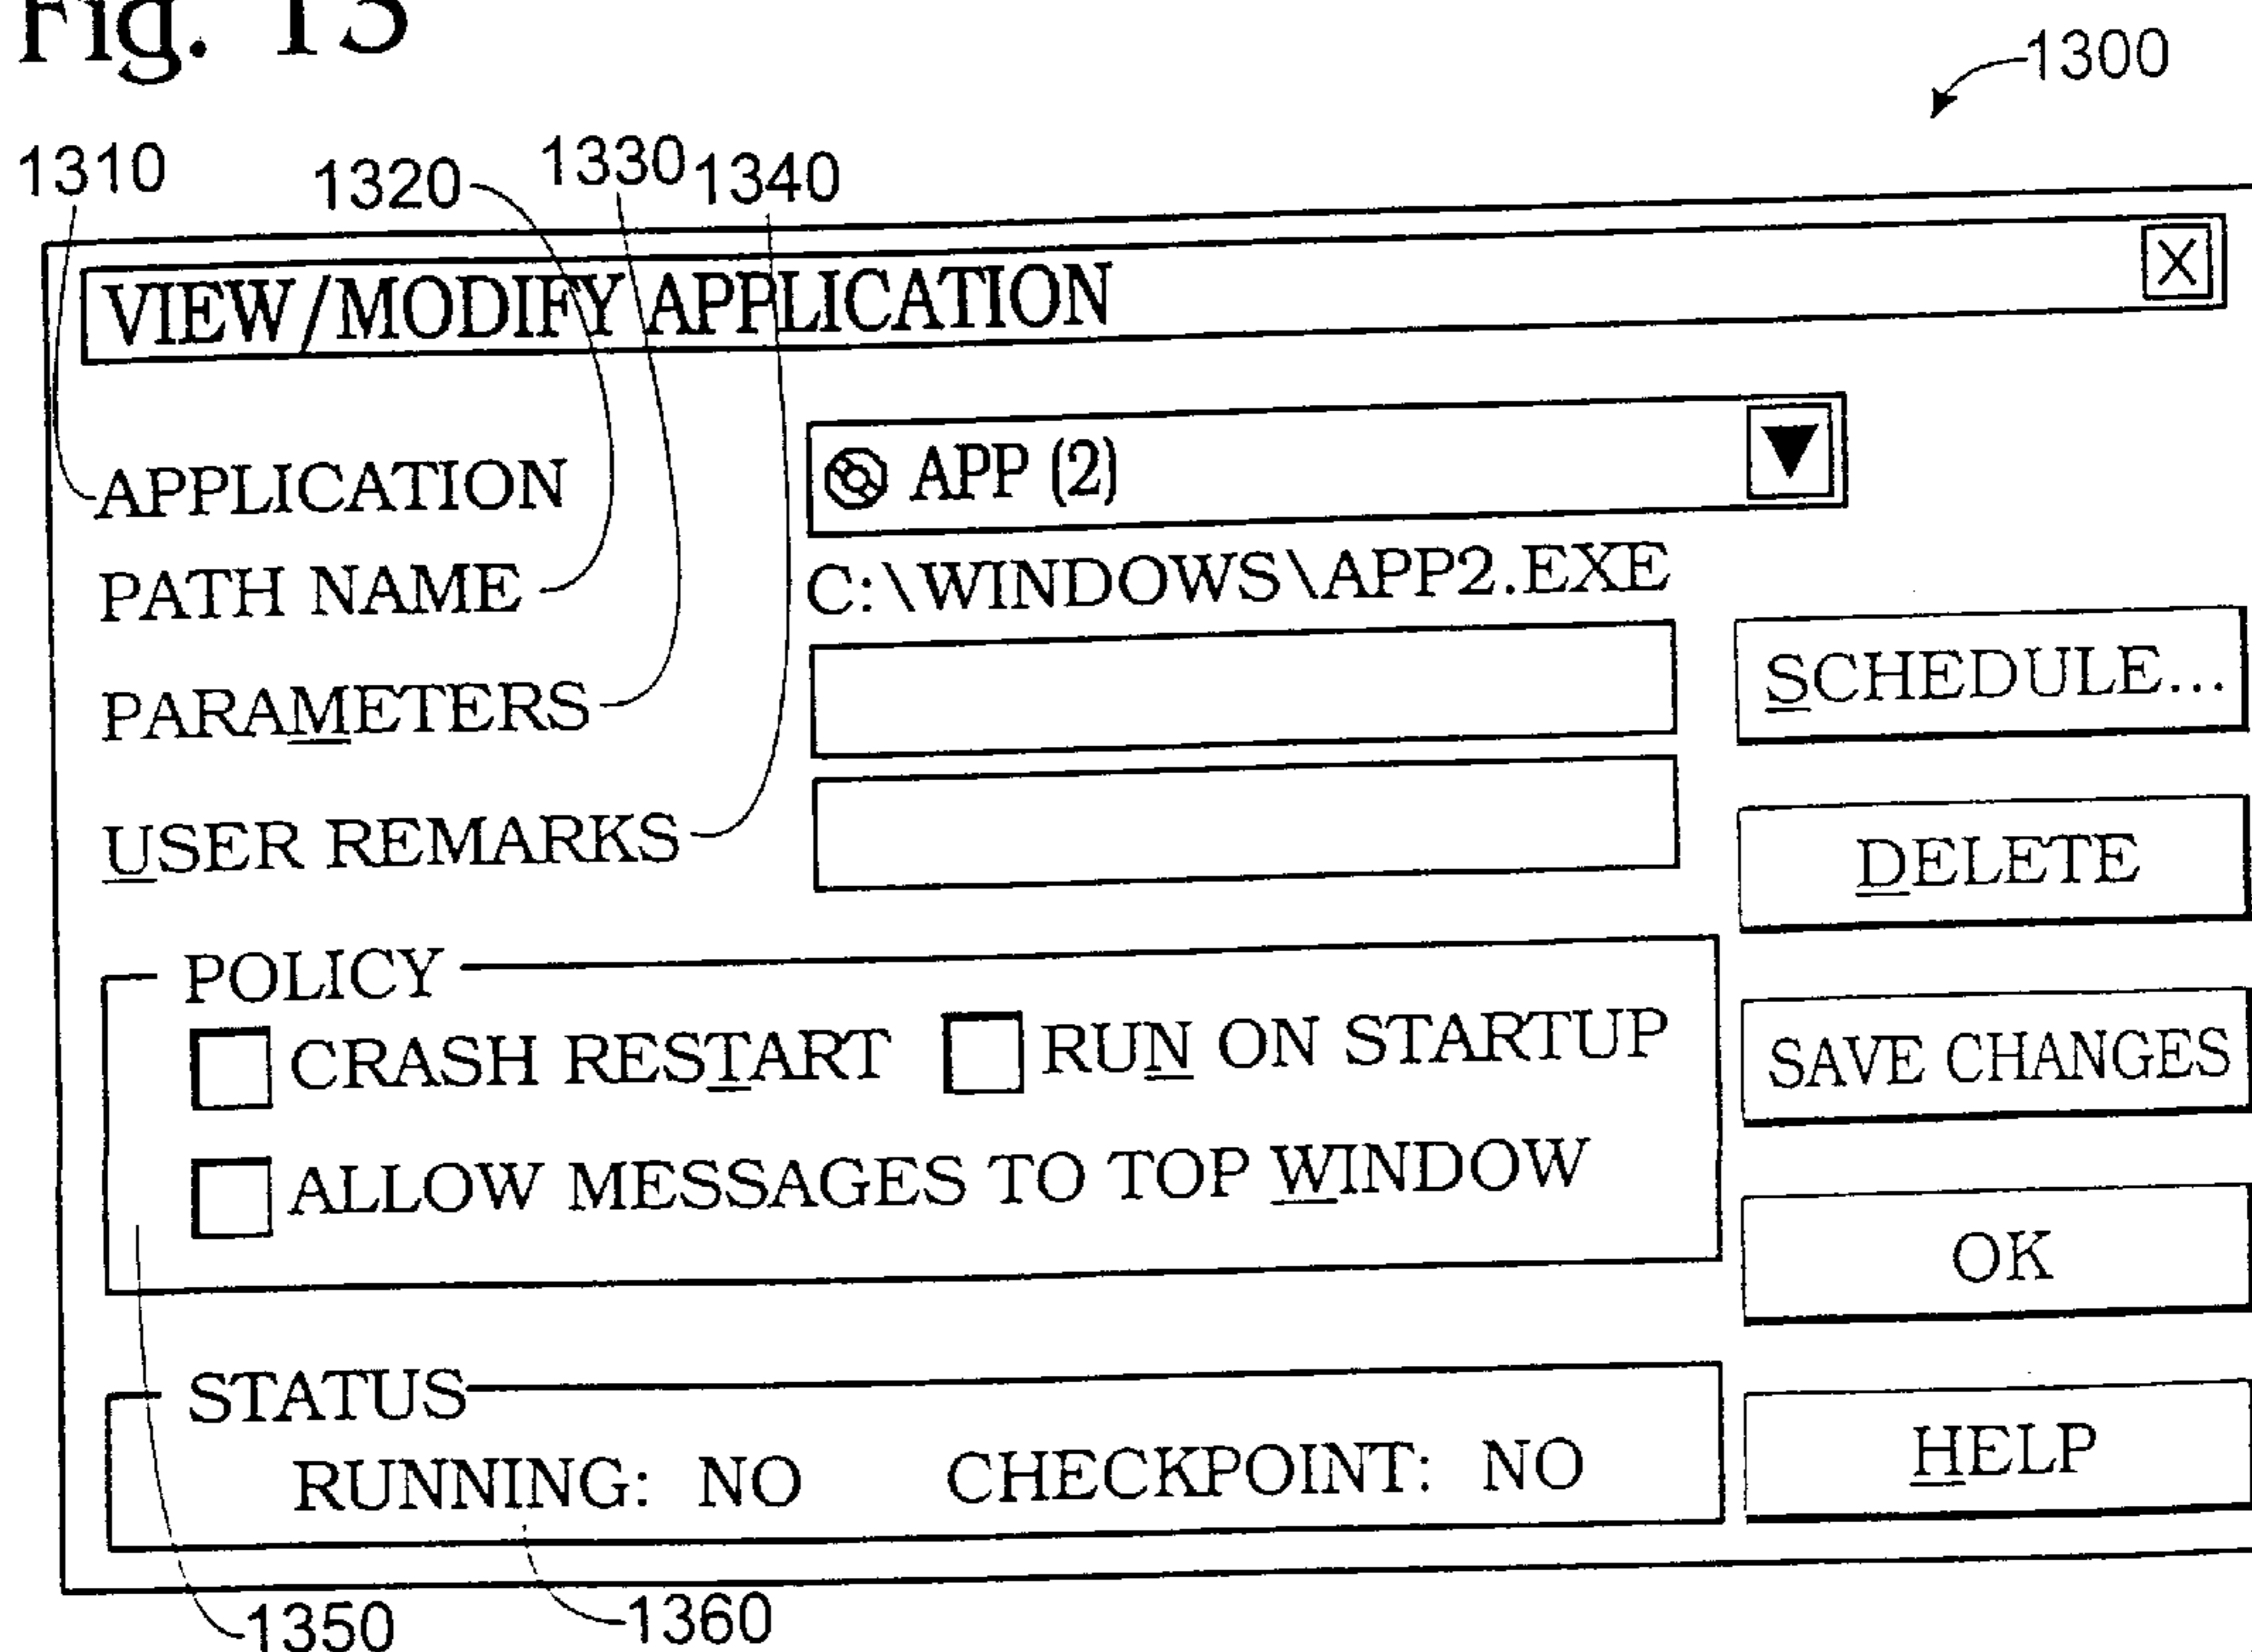 Fig. 13
1300
1310 1320 1330 1340
VIEW/MODIFY APPLICATION X
APPLICATION APP (2)
PATH NAME C:\WINDOWS\APP2.EXE
PARAMETERS SCHEDULE...
USER REMARKS DELETE
POLICY
CRASH RESTART RUN ON STARTUP SAVE CHANGES
ALLOW MESSAGES TO TOP WINDOW OK
STATUS
RUNNING: NO CHECKPOINT: NO HELP
1350 1360